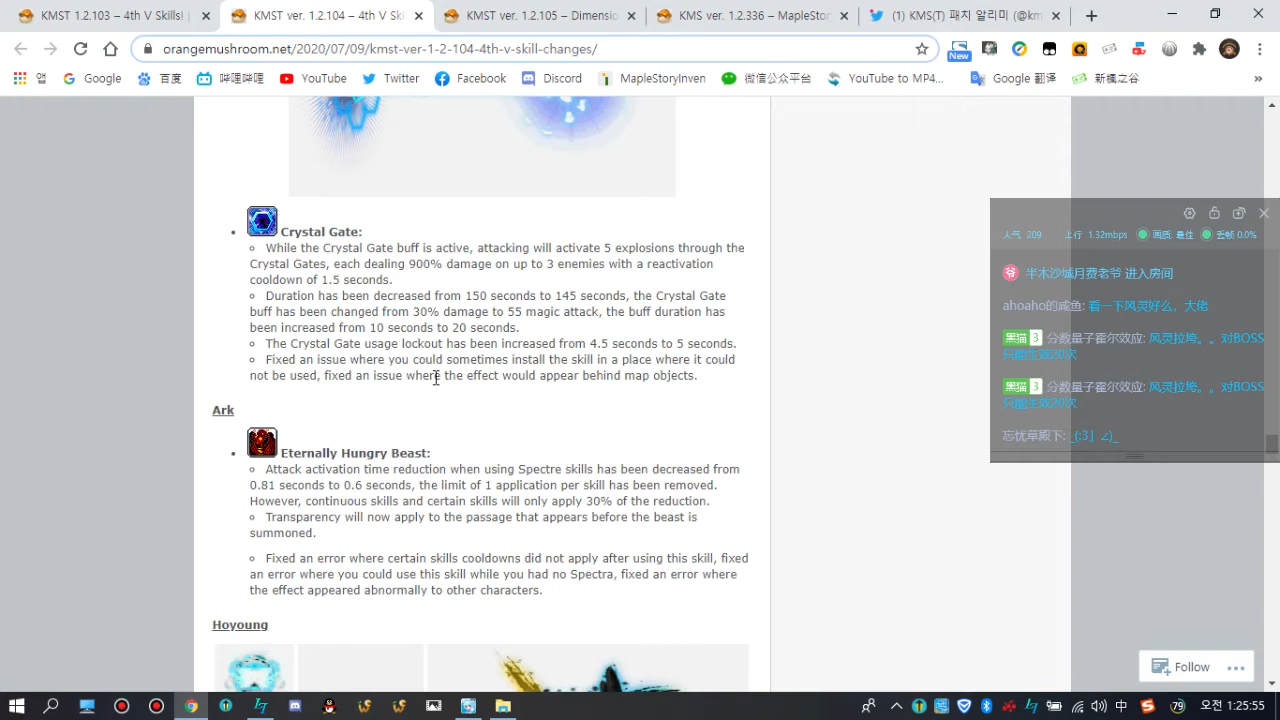 KMST 1.2.103 – 4th V Skills! |
KMST ver. 1.2.104 – 4th V Ski
KMST ver. 1.2.105 – Dimensio
KMS ver. 1.2.336 – MapleStor
(1) KMS(T) 패치 알리미 (@km
orangemushroom.net/2020/07/09/kmst-ver-1-2-104-4th-v-skill-changes/
New
앱
Google
百度
哔哩哔哩
YouTube
Twitter
Facebook
Discord
MapleStoryInven
微信公众平台
YouTube to MP4...
Google 翻译
新楓之谷
»
Crystal Gate:
While the Crystal Gate buff is active, attacking will activate 5 explosions through the
Crystal Gates, each dealing 900% damage on up to 3 enemies with a reactivation
cooldown of 1.5 seconds.
Duration has been decreased from 150 seconds to 145 seconds, the Crystal Gate
buff has been changed from 30% damage to 55 magic attack, the buff duration has
been increased from 10 seconds to 20 seconds.
The Crystal Gate usage lockout has been increased from 4.5 seconds to 5 seconds.
Fixed an issue where you could sometimes install the skill in a place where it could
not be used, fixed an issue where the effect would appear behind map objects.
Ark
Eternally Hungry Beast:
Attack activation time reduction when using Spectre skills has been decreased from
0.81 seconds to 0.6 seconds, the limit of 1 application per skill has been removed.
However, continuous skills and certain skills will only apply 30% of the reduction.
Transparency will now apply to the passage that appears before the beast is
summoned.
Fixed an error where certain skills cooldowns did not apply after using this skill, fixed
an error where you could use this skill while you had no Spectra, fixed an error where
the effect appeared abnormally to other characters.
Hoyoung
人气 209 上行 1.32mbps 画质: 最佳 丢帧 0.0%
爷 半木沙城月费老爷 进入房间
ahoaho的咸鱼: 看一下风灵好么，大佬
黑猫 3 分数量子霍尔效应: 风灵拉垮。。对BOSS
只能生效20次
黑猫 3 分数量子霍尔效应: 风灵拉垮。。对BOSS
只能生效20次
忘忧草殿下: _(:3」∠)_
Follow
中
79
오전 1:25:55